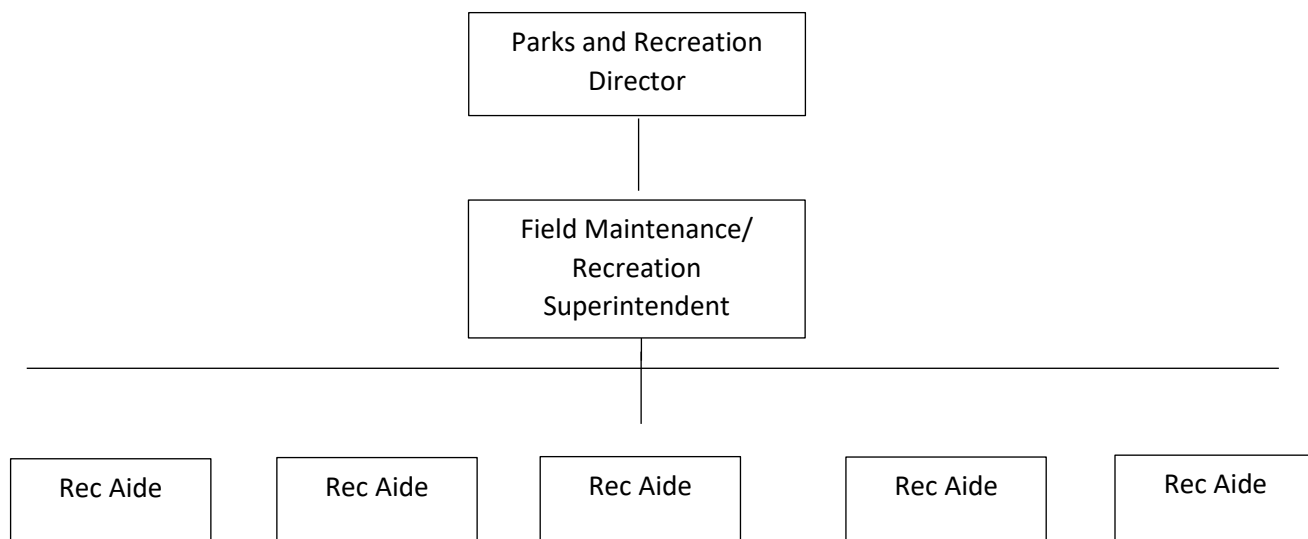 Parks and Recreation
Director
Field Maintenance/
Recreation
Superintendent
Rec Aide
Rec Aide
Rec Aide
Rec Aide
Rec Aide